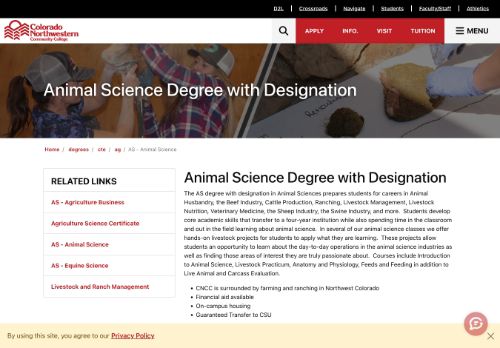 D2L Crossroads Navigate Students Faculty/Staff Athletics
Colorado
Northwestern
Community College
APPLY INFO. VISIT TUITION MENU
Animal Science Degree with Designation
Home / degrees / cte / ag / AS - Animal Science
RELATED LINKS
AS - Agriculture Business
Agriculture Science Certificate
AS - Animal Science
AS - Equine Science
Livestock and Ranch Management
Animal Science Degree with Designation
The AS degree with designation in Animal Sciences prepares students for careers in Animal
Husbandry, the Beef Industry, Cattle Production, Ranching, Livestock Management, Livestock
Nutrition, Veterinary Medicine, the Sheep Industry, the Swine Industry, and more. Students develop
core academic skills that transfer to a four-year institution while also spending time in the classroom
and out in the field learning about animal science. In several of our animal science classes we offer
hands-on livestock projects for students to apply what they are learning. These projects allow
students an opportunity to learn about the day-to-day operations in the animal science industries as
well as finding those areas of interest they are truly passionate about. Courses include Introduction
to Animal Science, Livestock Practicum, Anatomy and Physiology, Feeds and Feeding in addition to
Live Animal and Carcass Evaluation.
• CNCC is surrounded by farming and ranching in Northwest Colorado
• Financial aid available
• On-campus housing
• Guaranteed Transfer to CSU
By using this site, you agree to our Privacy Policy